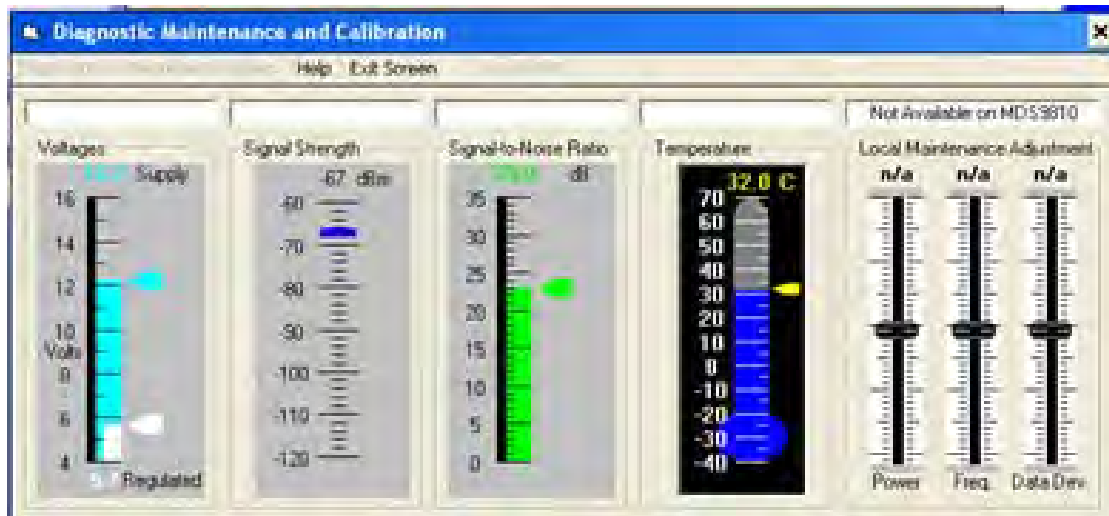 Diagnostic Maintenance and Calibration
Help Exit Screen
Not Available on MDS9810
Voltages
Supply
16
14
12
10
Volts
8
6
4
Regulated
Signal Strength
-67 dBm
-60
-70
-80
-90
-100
-110
-120
Signal-to-Noise Ratio
dB
35
30
25
20
15
10
5
0
Temperature
32.0 C
70
60
50
40
30
20
10
0
-10
-20
-30
-40
Local Maintenance Adjustment
n/a n/a n/a
Power Freq. Data Dev.